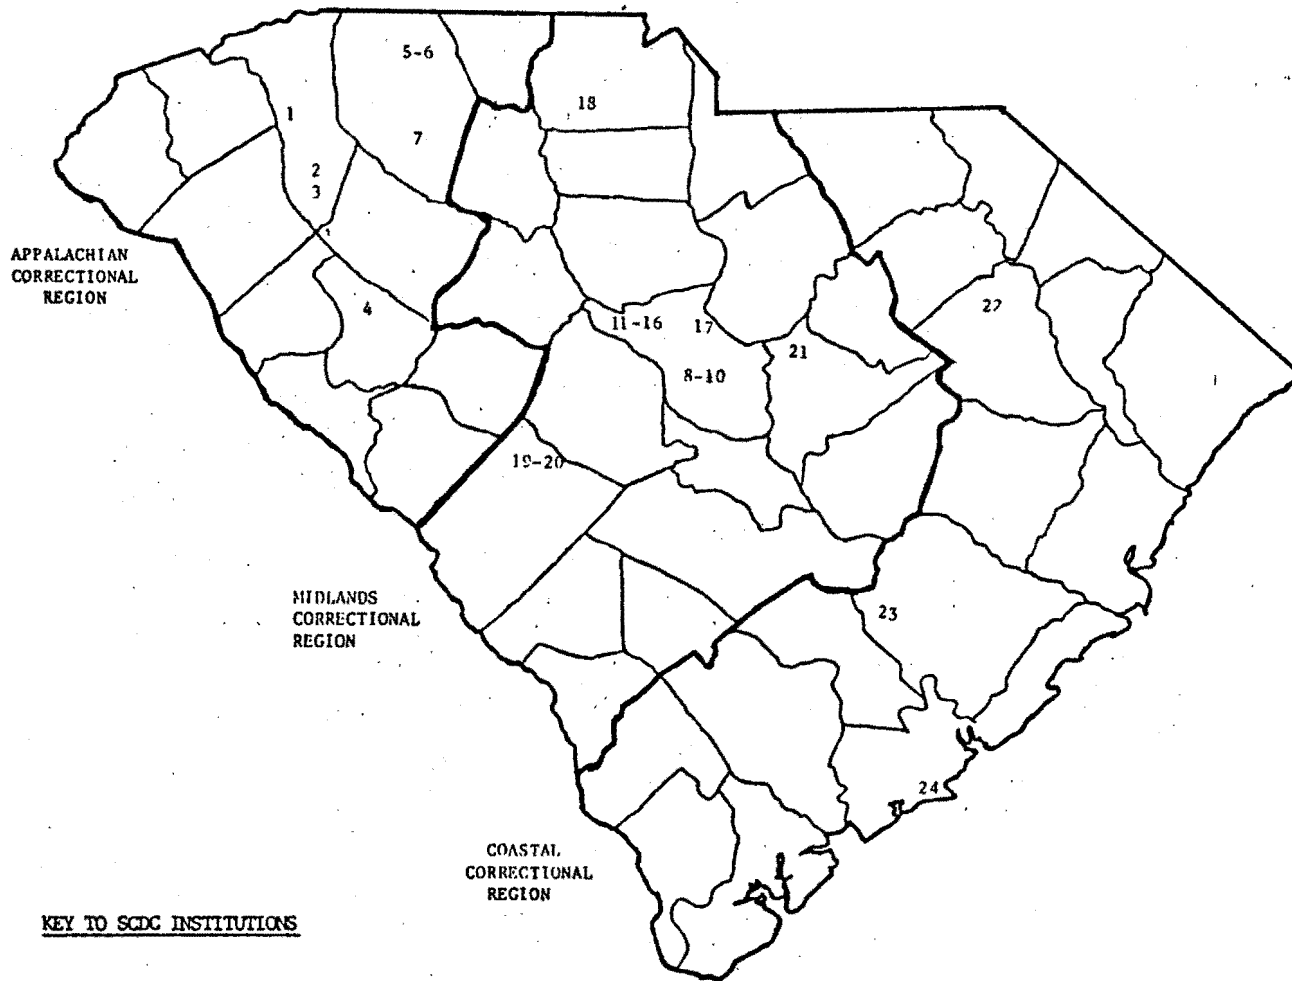 5-6
18
1
7
2
3
APPALACHIAN
CORRECTIONAL
REGION
4
11-16
17
22
21
8-10
19-20
MIDLANDS
CORRECTIONAL
REGION
23
24
COASTAL
CORRECTIONAL
REGION
KEY TO SCDC INSTITUTIONS